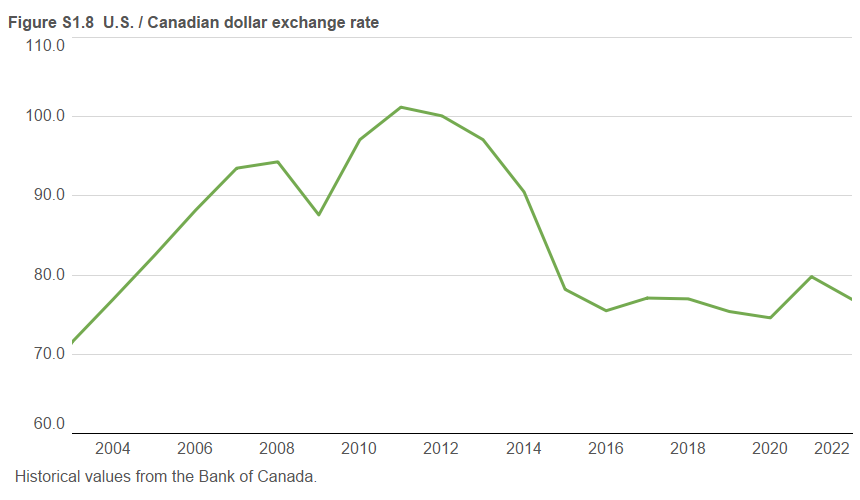 Figure S1.8 U.S. / Canadian dollar exchange rate
110.0
100.0
90.0
80.0
70.0
60.0
2004 2006 2008 2010 2012 2014 2016 2018 2020 2022
Historical values from the Bank of Canada.